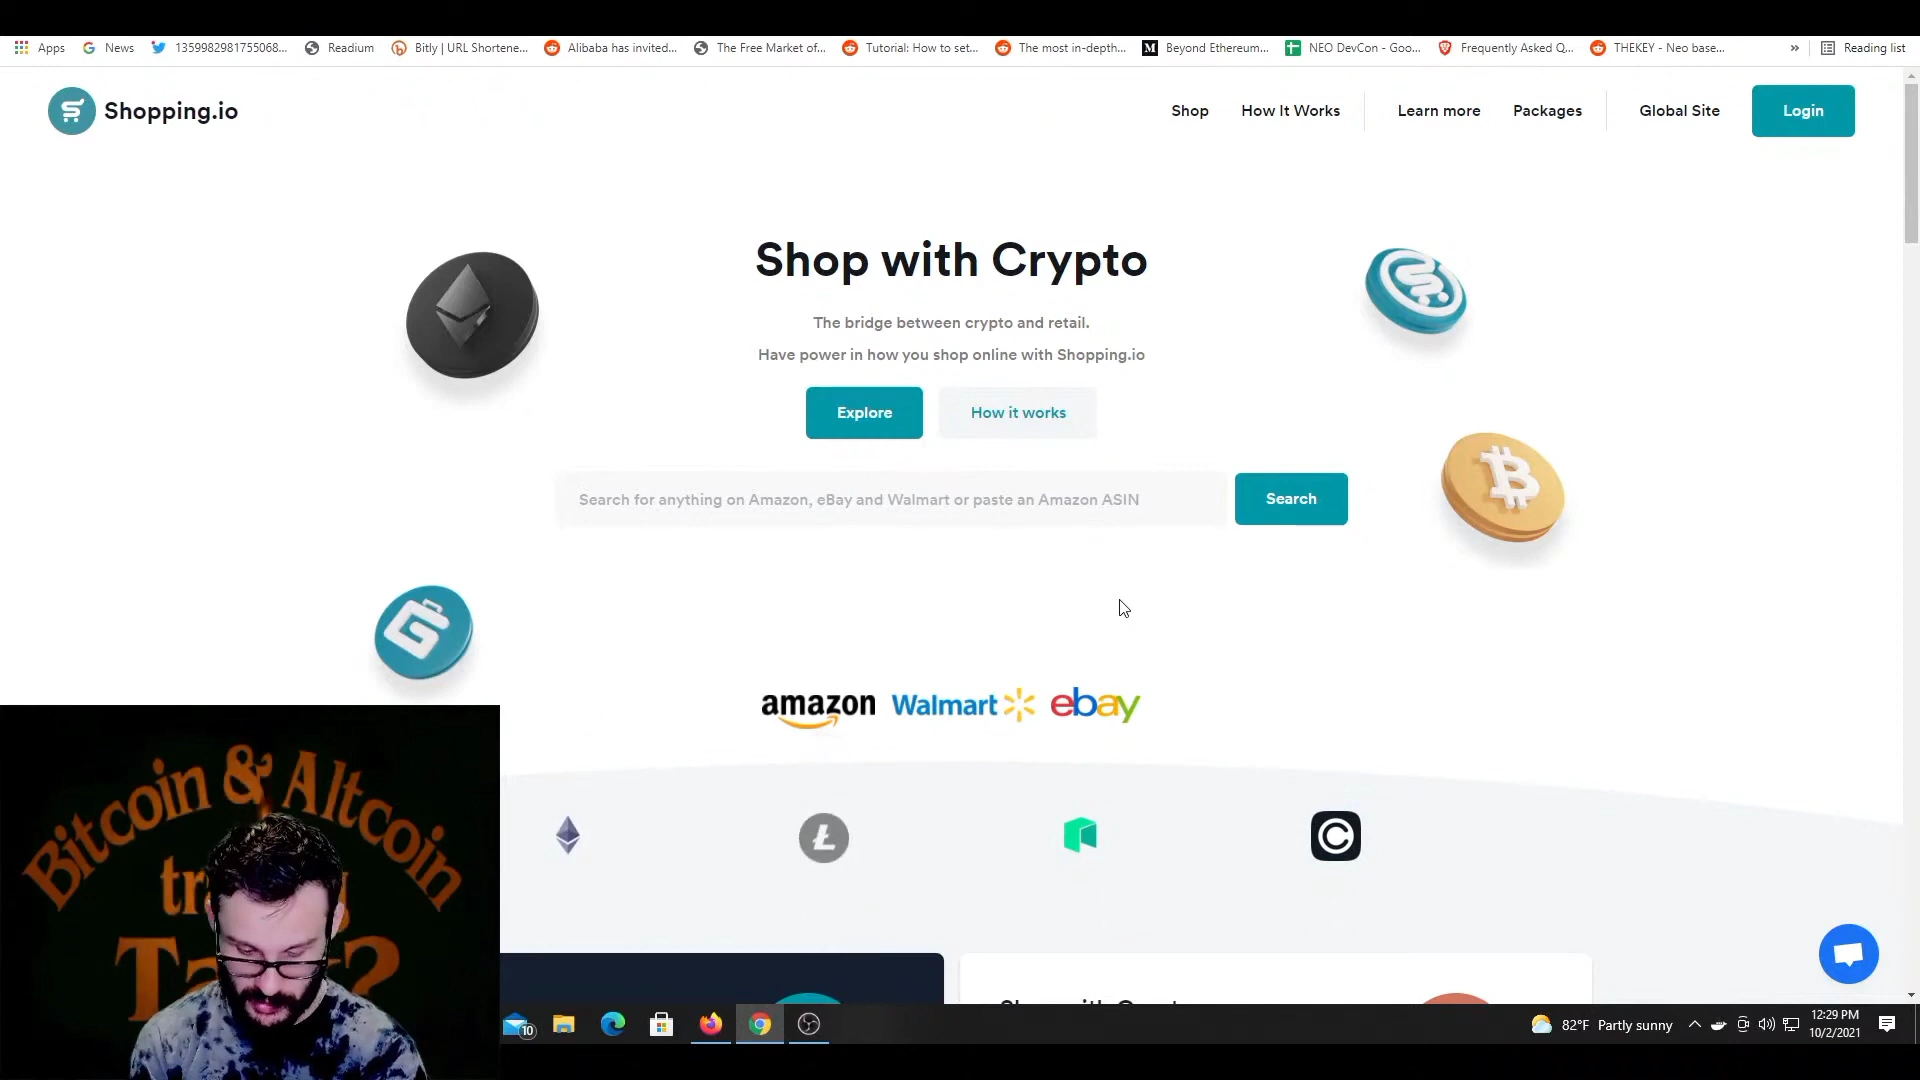 Apps
News
1359982981755068...
Readium
Bitly | URL Shortene...
Alibaba has invited...
The Free Market of...
Tutorial: How to set...
The most in-depth...
Beyond Ethereum...
NEO DevCon - Goo...
Frequently Asked Q...
THEKEY - Neo base...
»
Reading list
Shopping.io
Shop
How It Works
Learn more
Packages
Global Site
Login
Shop with Crypto
The bridge between crypto and retail.
Have power in how you shop online with Shopping.io
Explore
How it works
Search for anything on Amazon, eBay and Walmart or paste an Amazon ASIN
Search
amazon
Walmart
ebay
Bitcoin & Altcoin
10
82°F Partly sunny
12:29 PM
10/2/2021